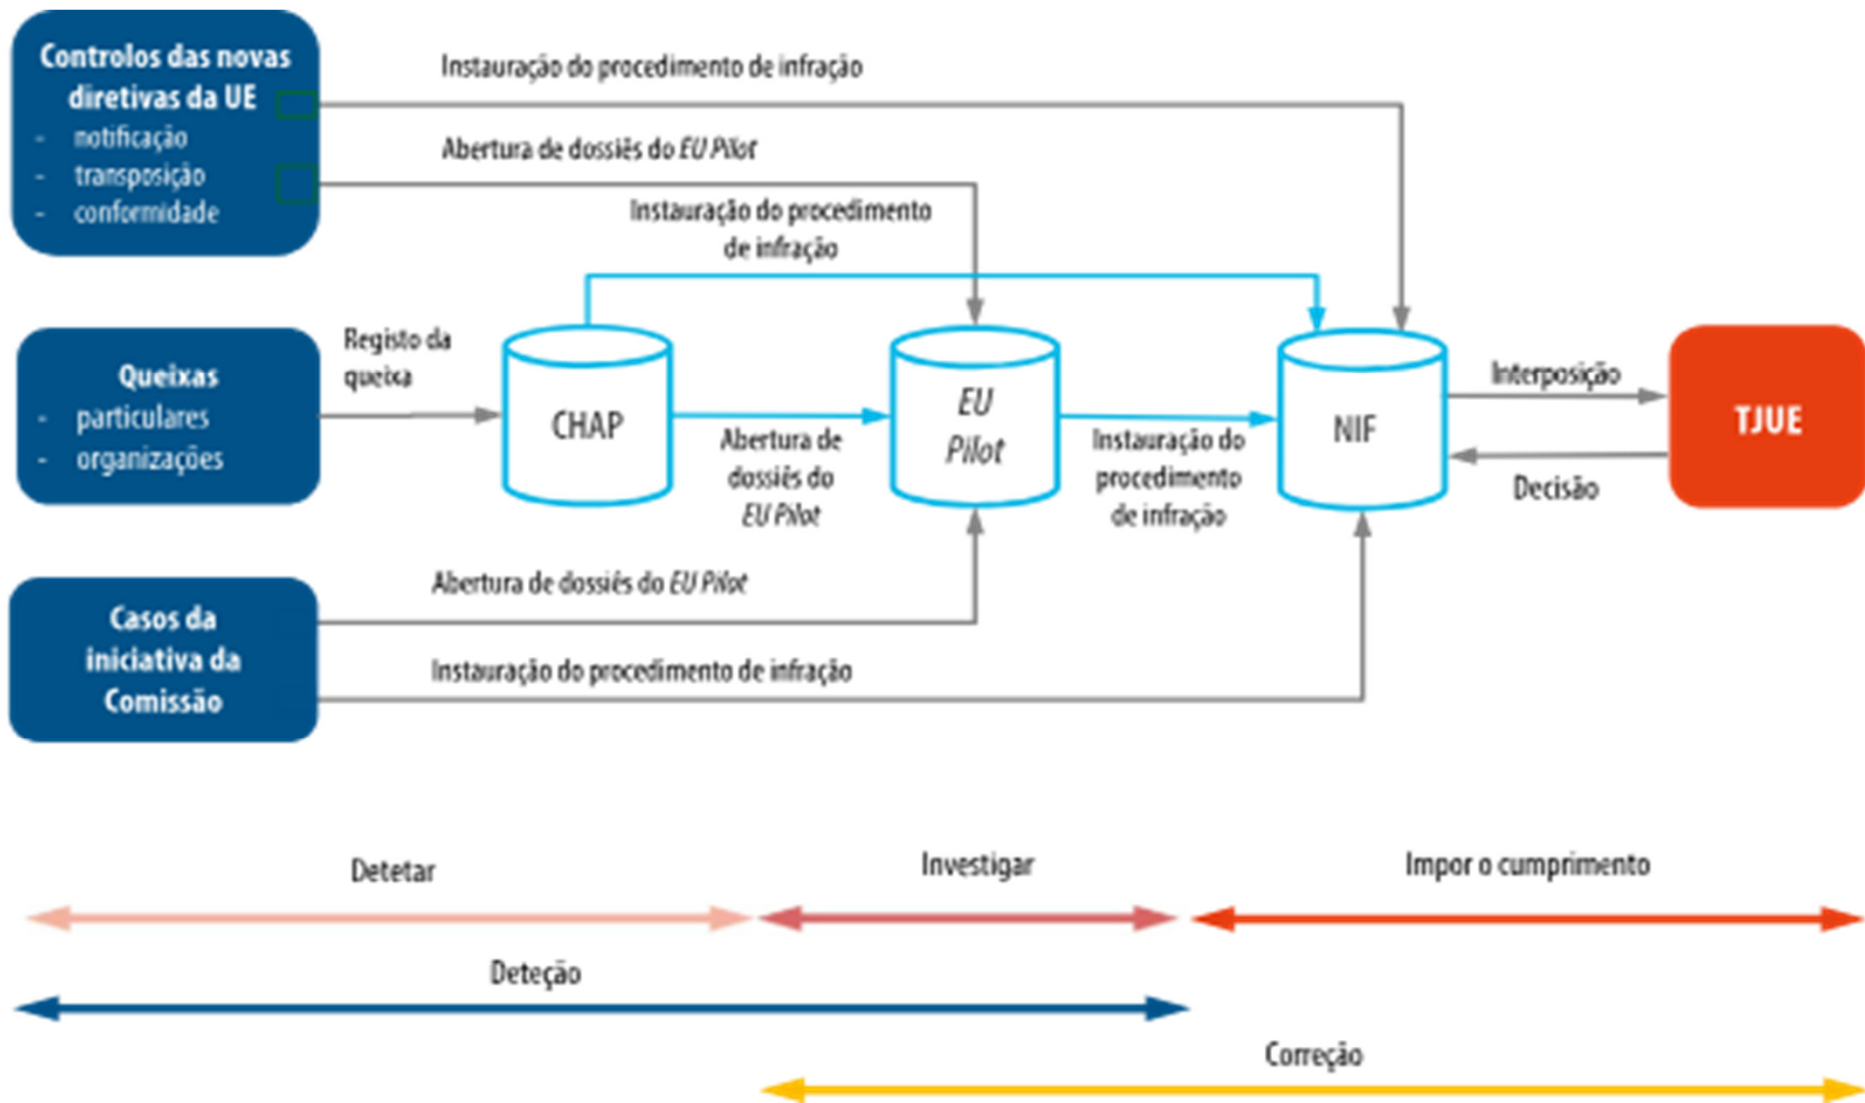 Controlos das novas
diretivas da UE
- notificação
- transposição
- conformidade
Instauração do procedimento de infração
Abertura de dossiês do EU Pilot
Instauração do procedimento
de infração
Queixas
- particulares
- organizações
Registo da
queixa
CHAP
Abertura de
dossiês do
EU Pilot
EU
Pilot
Instauração do
procedimento
de infração
NIF
Interposição
Decisão
TJUE
Casos da
iniciativa da
Comissão
Abertura de dossiês do EU Pilot
Instauração do procedimento de infração
Detetar
Investigar
Impor o cumprimento
Deteção
Correção